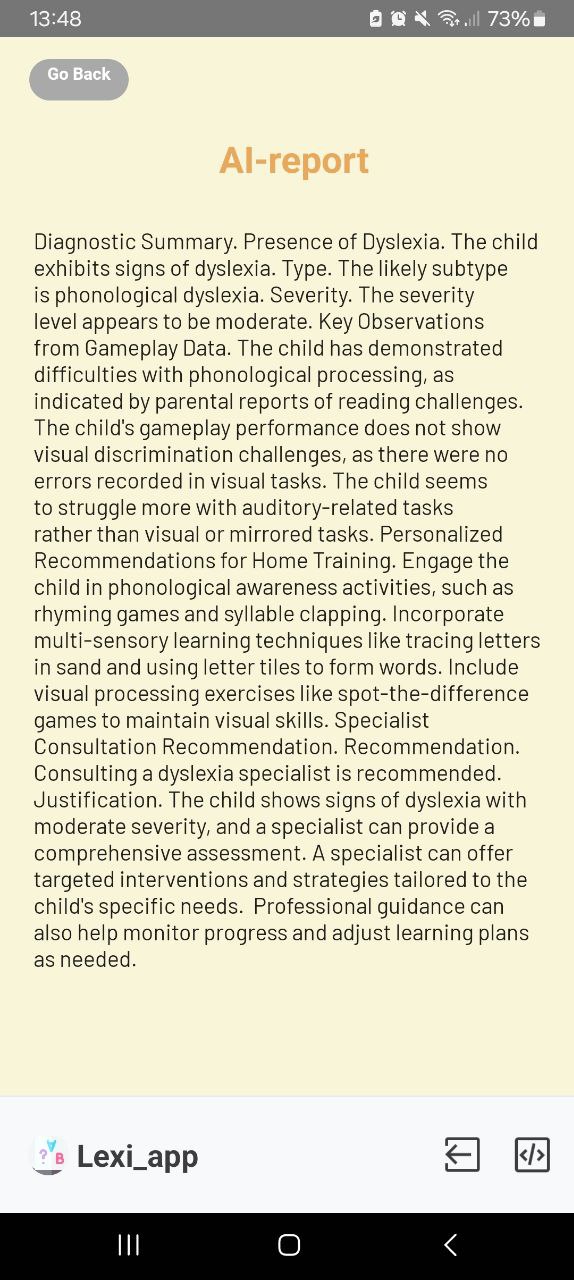 13:48
73%
Go Back
AI-report
Diagnostic Summary. Presence of Dyslexia. The child
exhibits signs of dyslexia. Type. The likely subtype
is phonological dyslexia. Severity. The severity
level appears to be moderate. Key Observations
from Gameplay Data. The child has demonstrated
difficulties with phonological processing, as
indicated by parental reports of reading challenges.
The child's gameplay performance does not show
visual discrimination challenges, as there were no
errors recorded in visual tasks. The child seems
to struggle more with auditory-related tasks
rather than visual or mirrored tasks. Personalized
Recommendations for Home Training. Engage the
child in phonological awareness activities, such as
rhyming games and syllable clapping. Incorporate
multi-sensory learning techniques like tracing letters
in sand and using letter tiles to form words. Include
visual processing exercises like spot-the-difference
games to maintain visual skills. Specialist
Consultation Recommendation. Recommendation.
Consulting a dyslexia specialist is recommended.
Justification. The child shows signs of dyslexia with
moderate severity, and a specialist can provide a
comprehensive assessment. A specialist can offer
targeted interventions and strategies tailored to the
child's specific needs.  Professional guidance can
also help monitor progress and adjust learning plans
as needed.
? B Lexi_app </>